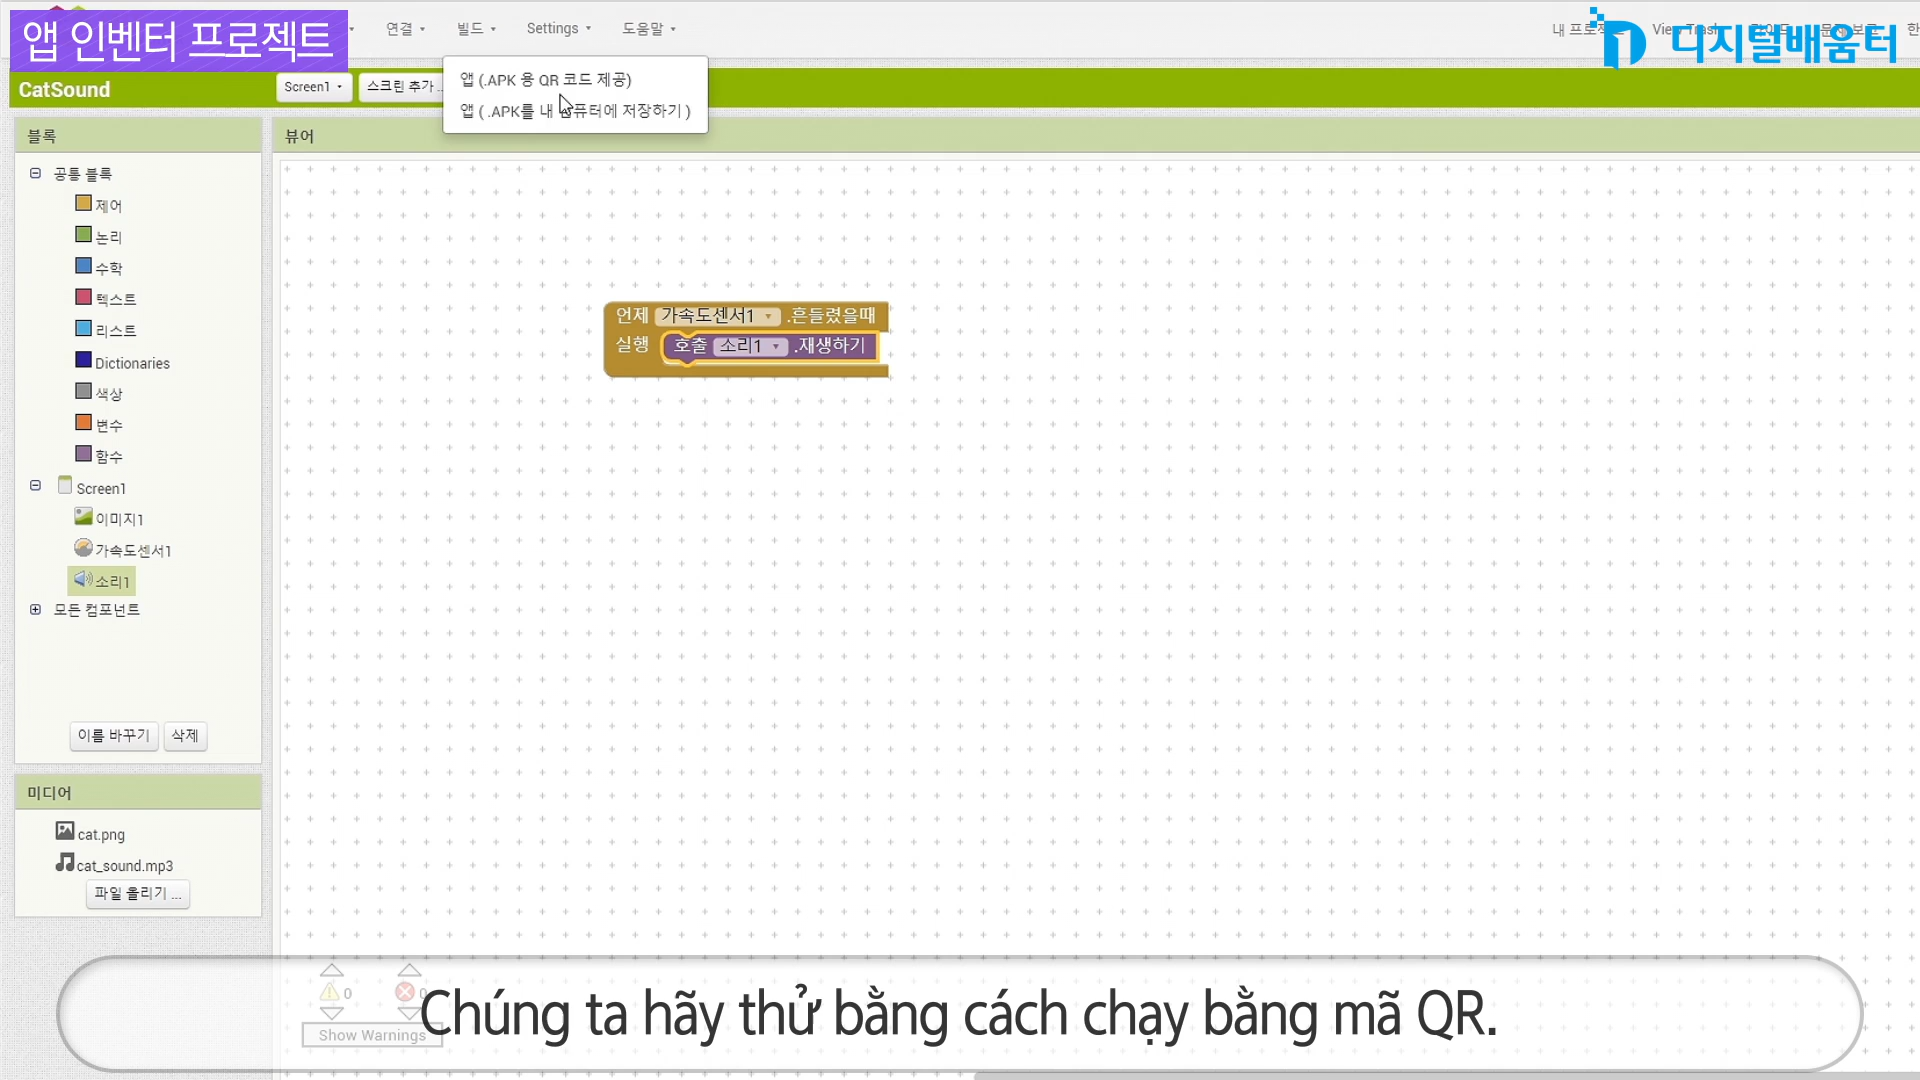 앱 인벤터 프로젝트
연결
빌드
Settings
도움말
내
View Trash
디지털배움터
CatSound
Screen1
스크린 추가 ..
앱 (.APK 용 QR 코드 제공)
앱 ( .APK를 내 컴퓨터에 저장하기 )
블록
뷰어
공통 블록
제어
논리
수학
텍스트
리스트
Dictionaries
색상
변수
함수
Screen1
이미지1
가속도센서1
소리1
모든 컴포넌트
이름 바꾸기
삭제
언제 가속도센서1 .흔들렸을때
실행 호출 소리1 .재생하기
미디어
cat.png
cat_sound.mp3
파일 올리기 ...
0
0
Show Warnings
Chúng ta hãy thử bằng cách chạy bằng mã QR.